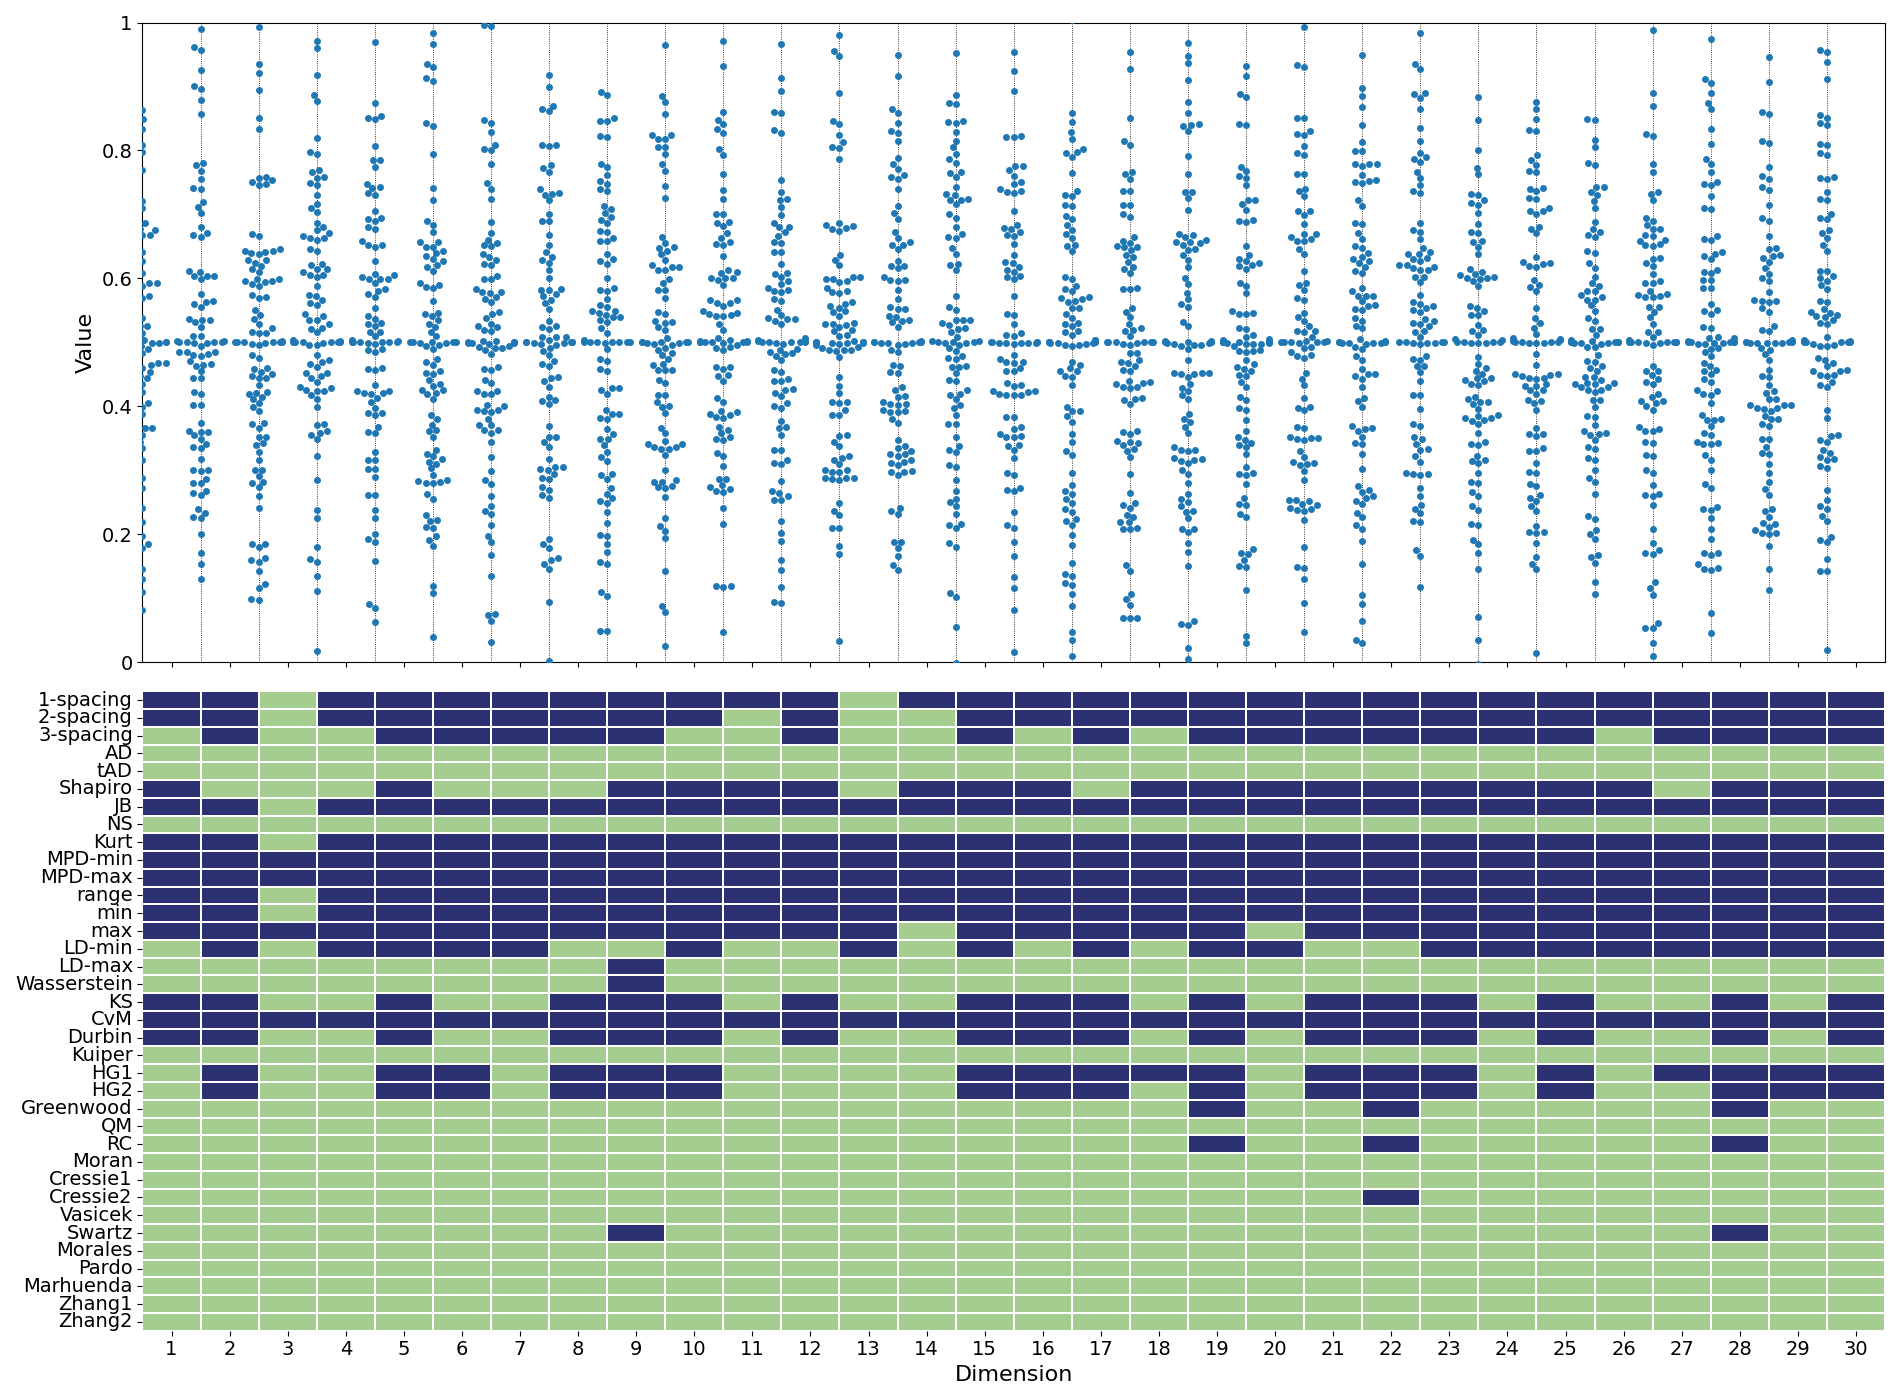 1
0.8
0.6
0.4
0.2
0
Value
1-spacing
2-spacing
3-spacing
AD
tAD
Shapiro
JB
NS
Kurt
MPD-min
MPD-max
range
min
max
LD-min
LD-max
Wasserstein
KS
CvM
Durbin
Kuiper
HG1
HG2
Greenwood
QM
RC
Moran
Cressie1
Cressie2
Vasicek
Swartz
Morales
Pardo
Marhuenda
Zhang1
Zhang2
1 2 3 4 5 6 7 8 9 10 11 12 13 14 15 16 17 18 19 20 21 22 23 24 25 26 27 28 29 30
Dimension